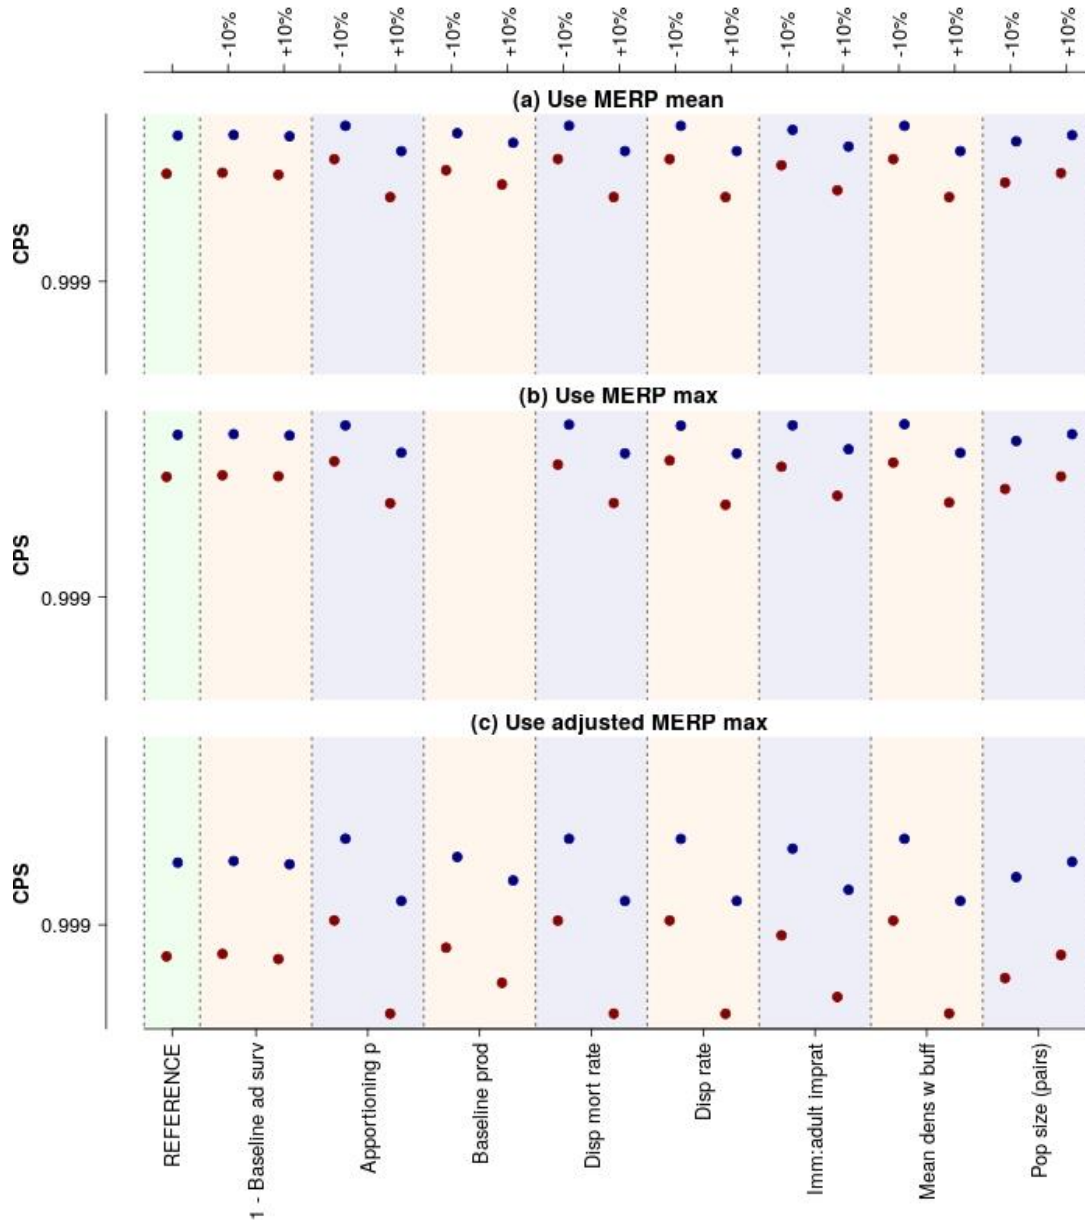 -10% +10% -10% +10% -10% +10% -10% +10% -10% +10% -10% +10% -10% +10% -10% +10%
(a) Use MERP mean
CPS
0.999
(b) Use MERP max
CPS
0.999
(c) Use adjusted MERP max
CPS
0.999
REFERENCE
1 - Baseline ad surv
Apportioning p
Baseline prod
Disp mort rate
Disp rate
Imm:adult imprat
Mean dens w buff
Pop size (pairs)